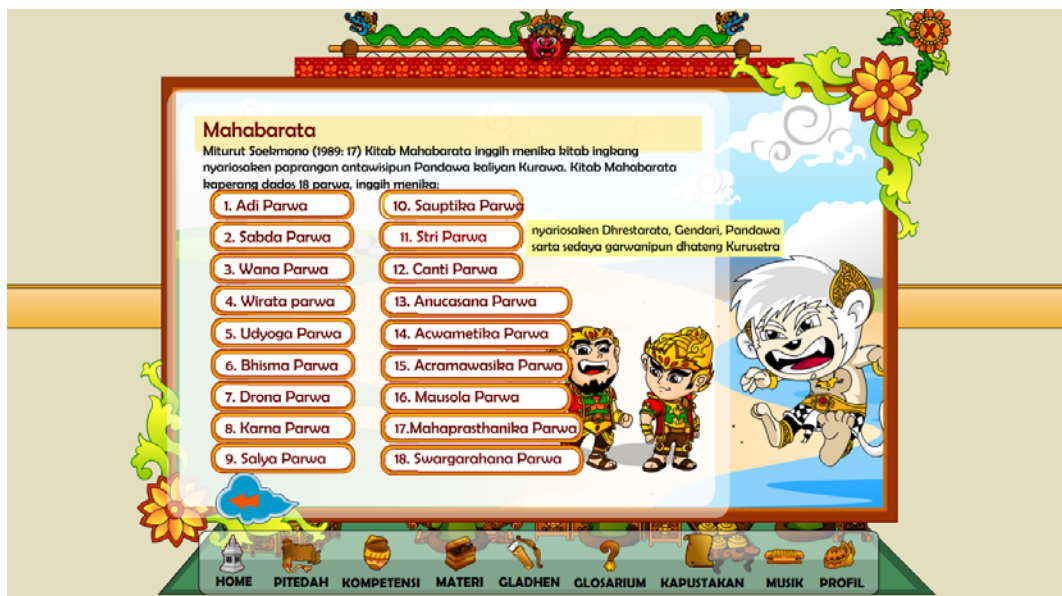 X
Mahabarata
Miturut Soekmono (1989: 17) Kitab Mahabarata inggih menika kitab ingkang
nyariosaken paprangan antawisipun Pandawa kaliyan Kurawa. Kitab Mahabarata
kaperang dados 18 parwa, inggih menika:
1. Adi Parwa
2. Sabda Parwa
3. Wana Parwa
4. Wirata parwa
5. Udyoga Parwa
6. Bhisma Parwa
7. Drona Parwa
8. Karna Parwa
9. Salya Parwa
10. Sauptika Parwa
11. Stri Parwa
nyariosaken Dhrestarata, Gendari, Pandawa
sarta sedaya garwanipun dhateng Kurusetra
12. Canti Parwa
13. Anucasana Parwa
14. Acwametika Parwa
15. Acramawasika Parwa
16. Mausola Parwa
17.Mahaprasthanika Parwa
18. Swargarahana Parwa
HOME PITEDAH KOMPETENSI MATERI GLADHEN GLOSARIUM KAPUSTAKAN MUSIK PROFIL